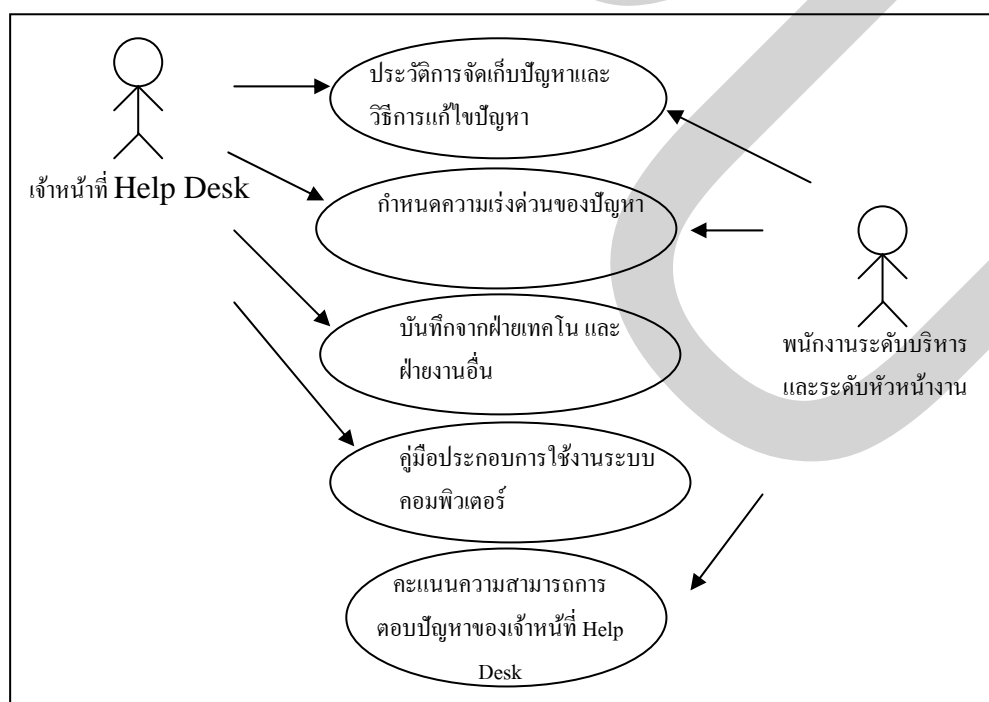 ประวัติการจัดเก็บปัญหาและ
วิธีการแก้ไขปัญหา
เจ้าหน้าที่ Help Desk
กำหนดความเร่งด่วนของปัญหา
บันทึกจากฝ่ายเทคโน และ
ฝ่ายงานอื่น
พนักงานระดับบริหาร
และระดับหัวหน้างาน
คู่มือประกอบการใช้งานระบบ
คอมพิวเตอร์
คะแนนความสามารถการ
ตอบปัญหาของเจ้าหน้ที่ Help
Desk